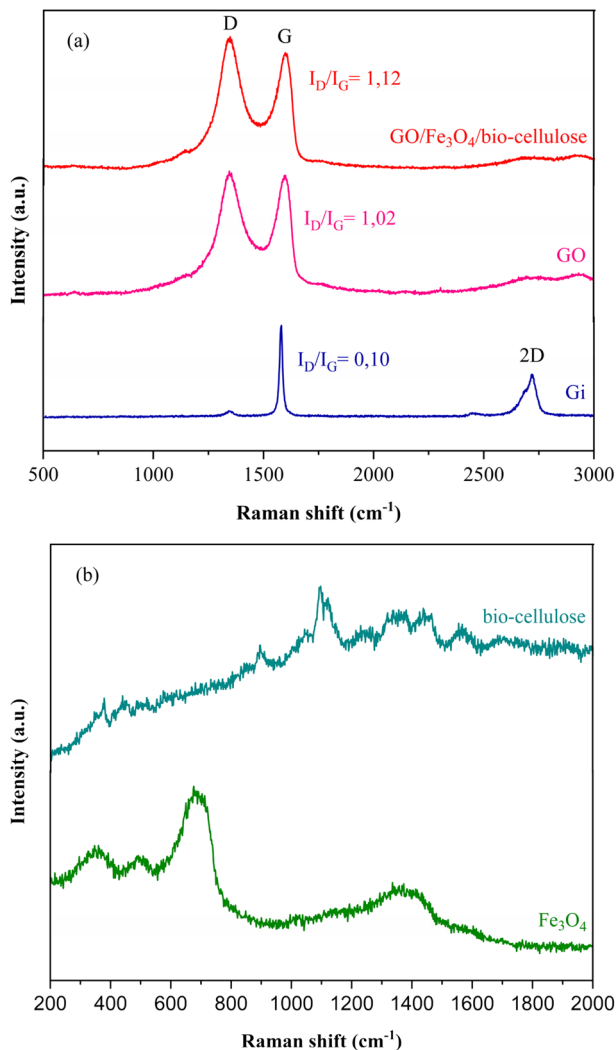 (a)
D
G
I_D/I_G= 1,12
GO/Fe₃O₄/bio-cellulose
I_D/I_G= 1,02
GO
I_D/I_G= 0,10
2D
Gi
Intensity (a.u.)
500 1000 1500 2000 2500 3000
Raman shift (cm⁻¹)
(b)
bio-cellulose
Fe₃O₄
Intensity (a.u.)
200 400 600 800 1000 1200 1400 1600 1800 2000
Raman shift (cm⁻¹)